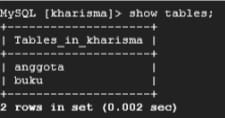 MySQL [kharisma]> show tables;
+--------------------+
| Tables_in_kharisma |
+--------------------+
| anggota            |
| buku               |
+--------------------+
2 rows in set (0.002 sec)